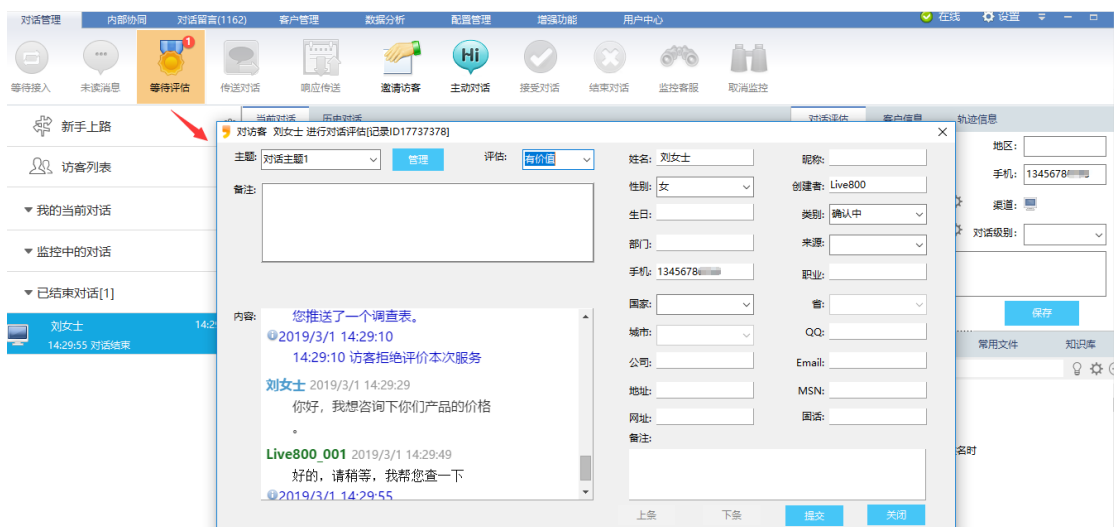 对话管理 内部协同 对话留言(1162) 客户管理 数据分析 配置管理 增强功能 用户中心 在线 设置
1
Hi
等待接入 未读消息 等待评估 传送对话 响应传送 邀请访客 主动对话 接受对话 结束对话 监控客服 取消监控
新手上路
访客列表
我的当前对话
监控中的对话
已结束对话[1]
刘女士 14:29
14:29:55 对话结束
当前对话 历史对话 对话评估 客户信息 轨迹信息
对访客 刘女士 进行对话评估[记录ID17737378]
主题: 对话主题1 管理 评估: 有价值
备注:
内容:
您推送了一个调查表。
2019/3/1 14:29:10
14:29:10 访客拒绝评价本次服务
刘女士 2019/3/1 14:29:29
你好，我想咨询下你们产品的价格
。
Live800_001 2019/3/1 14:29:49
好的，请稍等，我帮您查一下
2019/3/1 14:29:55
姓名: 刘女士 昵称:
性别: 女 创建者: Live800
生日: 类别: 确认中
部门: 来源:
手机: 1345678 职业:
国家: 省:
城市: QQ:
公司: Email:
地址: MSN:
网址: 固话:
备注:
上条 下条 提交 关闭
地区:
手机: 1345678
渠道:
对话级别:
保存
常用文件 知识库
名时